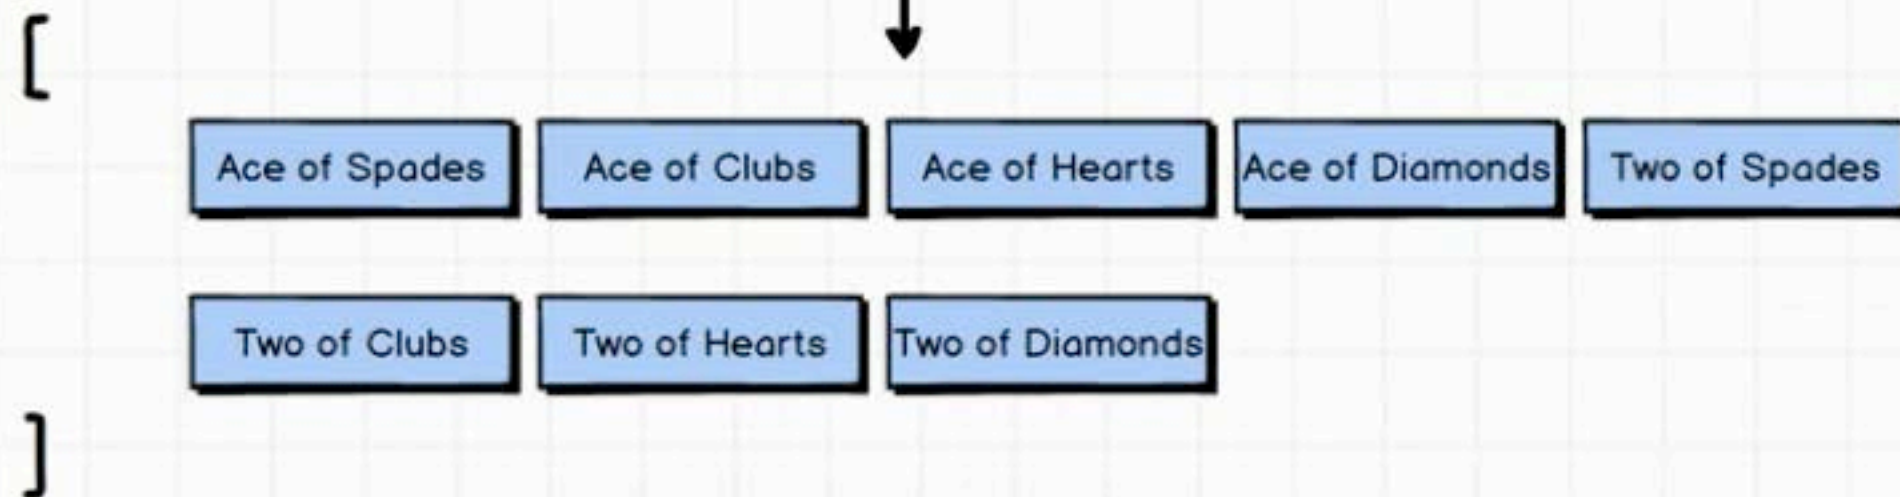 [
Ace of Spades Ace of Clubs Ace of Hearts Ace of Diamonds Two of Spades
Two of Clubs Two of Hearts Two of Diamonds
]